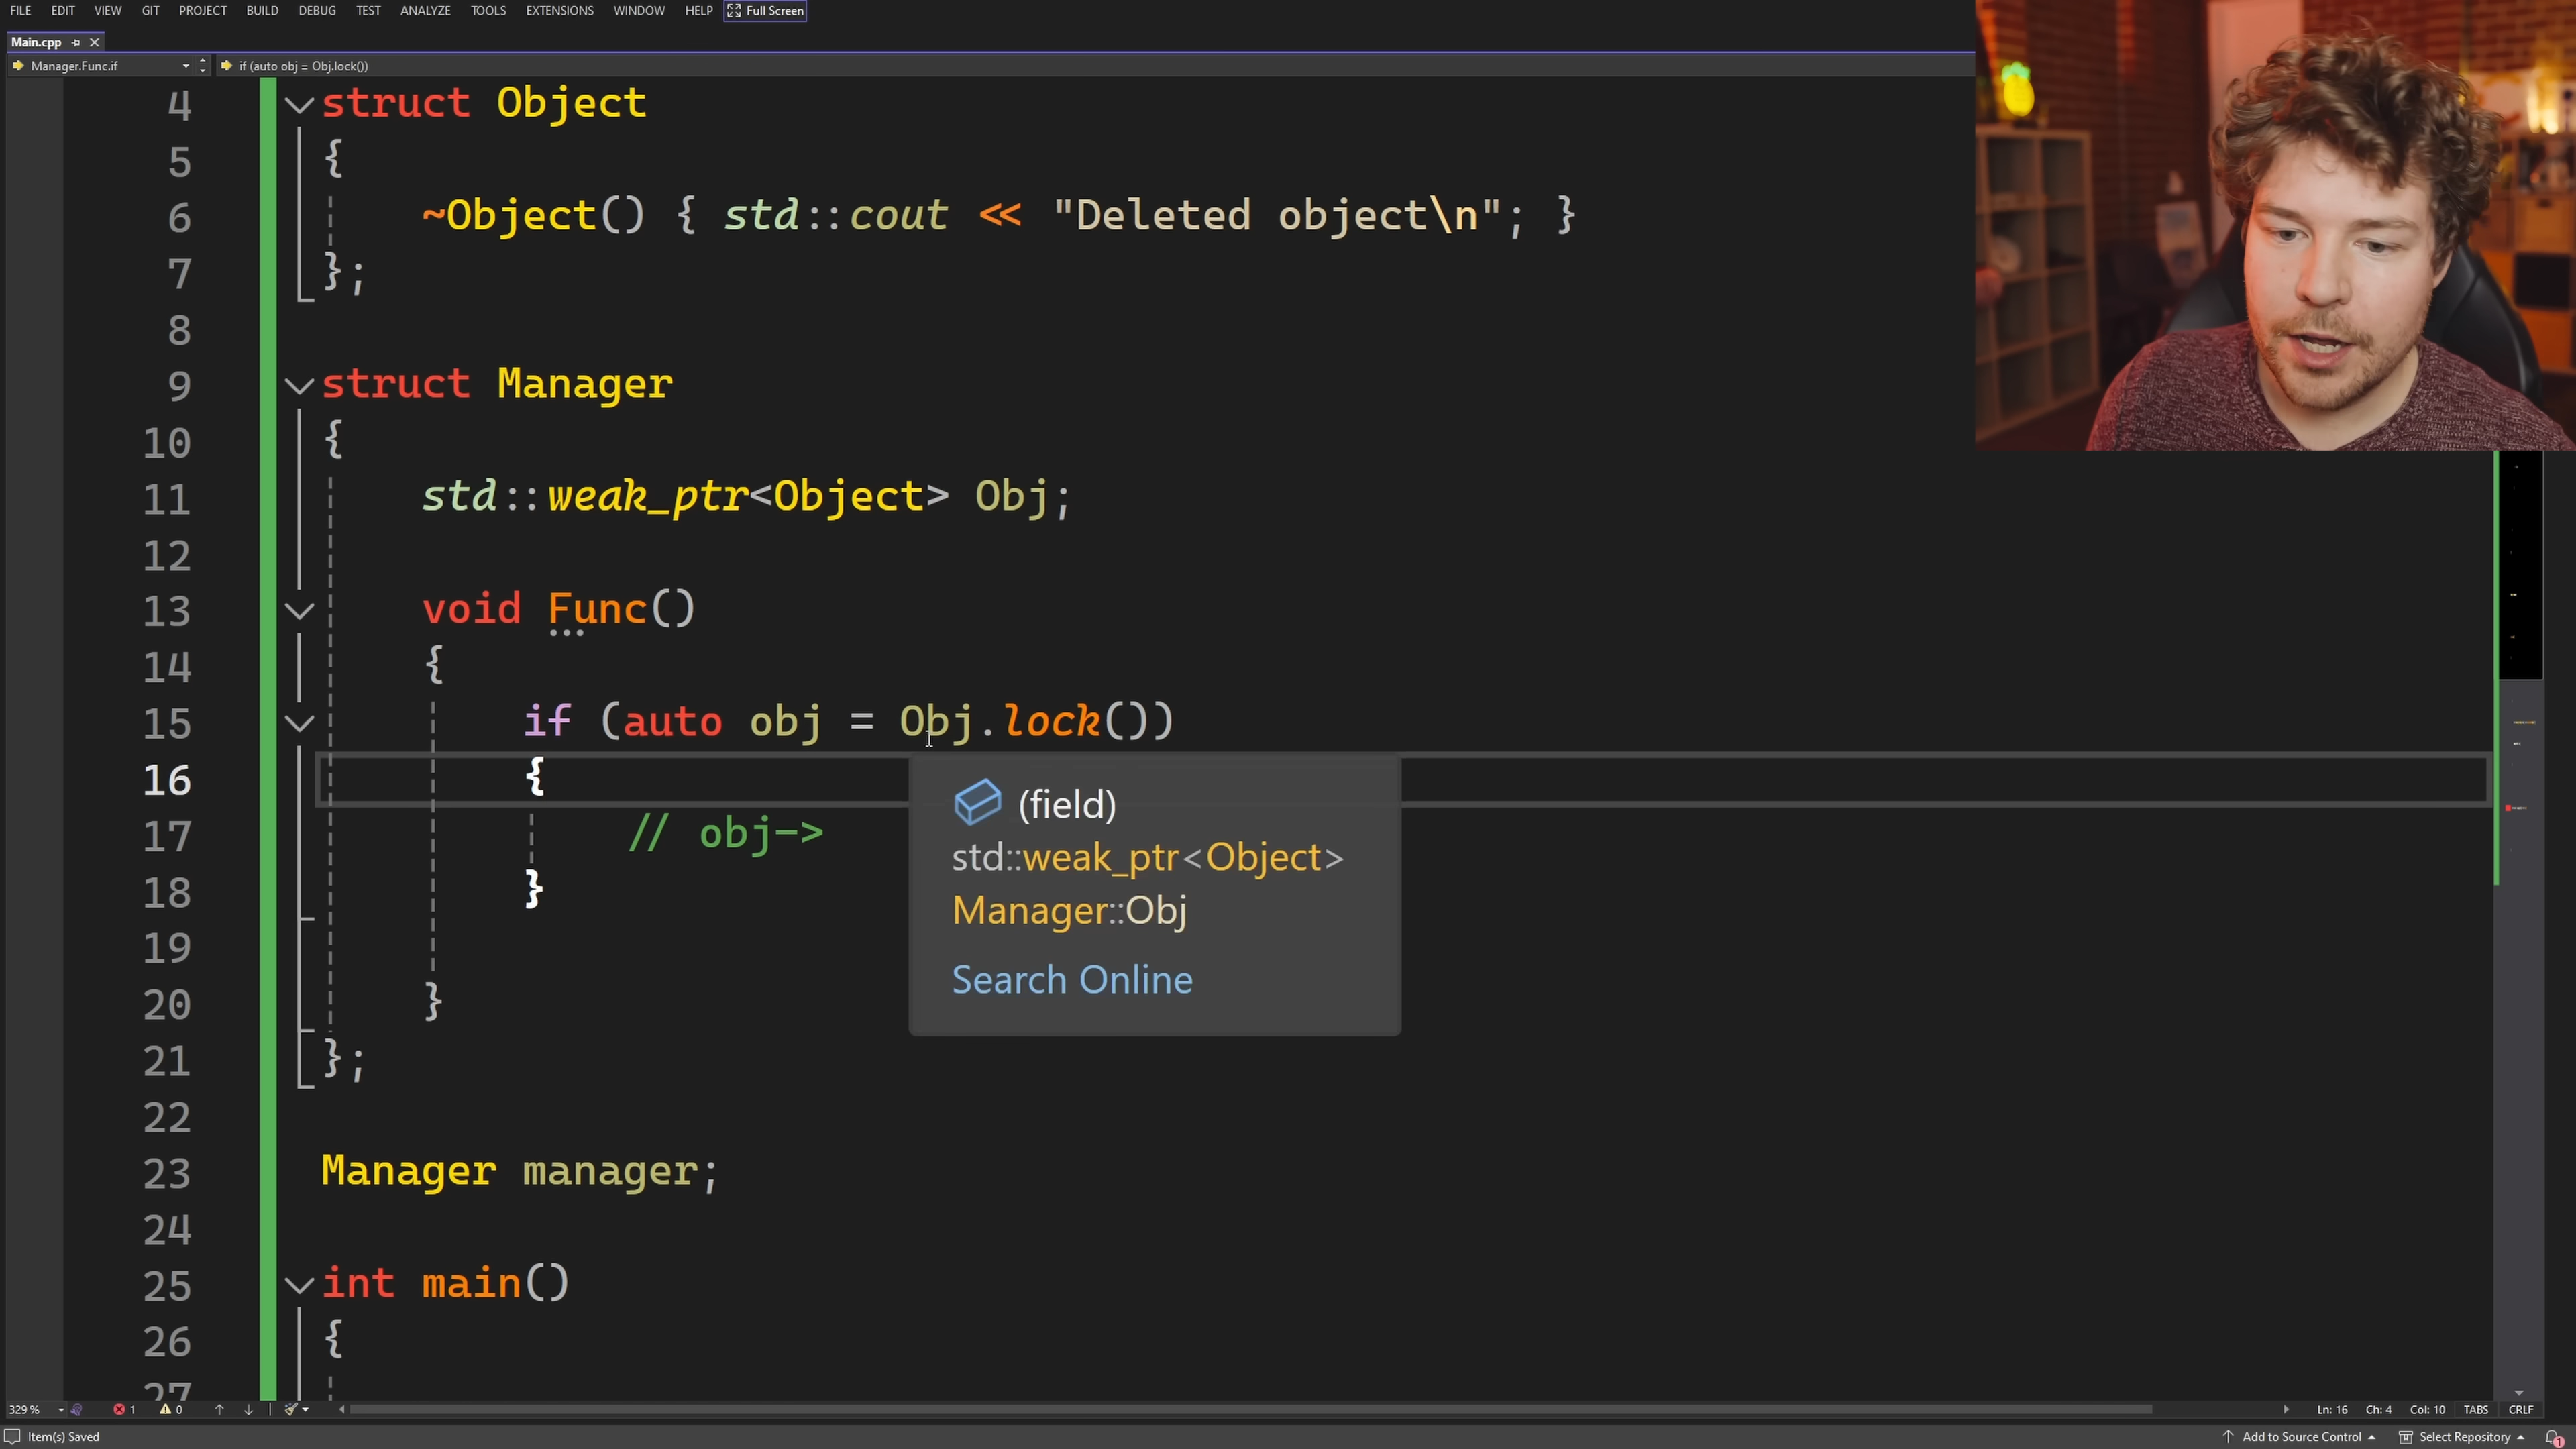 FILE EDIT VIEW GIT PROJECT BUILD DEBUG TEST ANALYZE TOOLS EXTENSIONS WINDOW HELP Full Screen
Main.cpp
Manager.Func.if if (auto obj = Obj.lock())
4 struct Object
5 {
6 ~Object() { std::cout << "Deleted object\n"; }
7 };
8
9 struct Manager
10 {
11 std::weak_ptr<Object> Obj;
12
13 void Func()
14 {
15 if (auto obj = Obj.lock())
16 {
17 // obj->
18 }
19
20 }
21 };
22
23 Manager manager;
24
25 int main()
26 {
27
(field)
std::weak_ptr<Object>
Manager::Obj
Search Online
329 % 1 0 Ln: 16 Ch: 4 Col: 10 TABS CRLF
Item(s) Saved Add to Source Control Select Repository 1